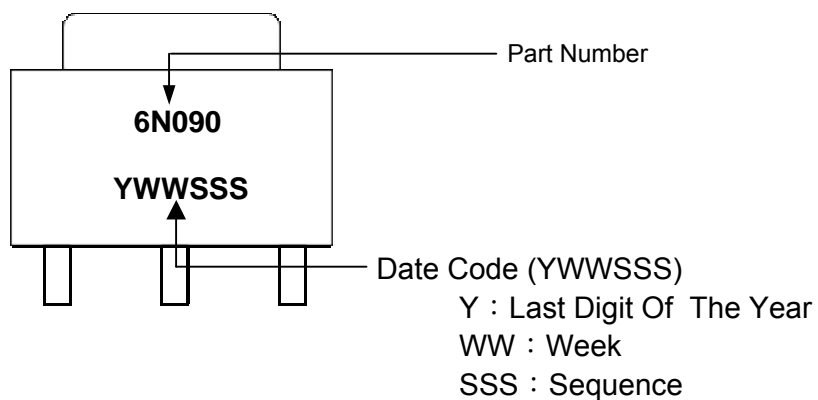 Part Number
6N090
YWWSSS
Date Code (YWWSSS)
Y：Last Digit Of The Year
WW：Week
SSS：Sequence